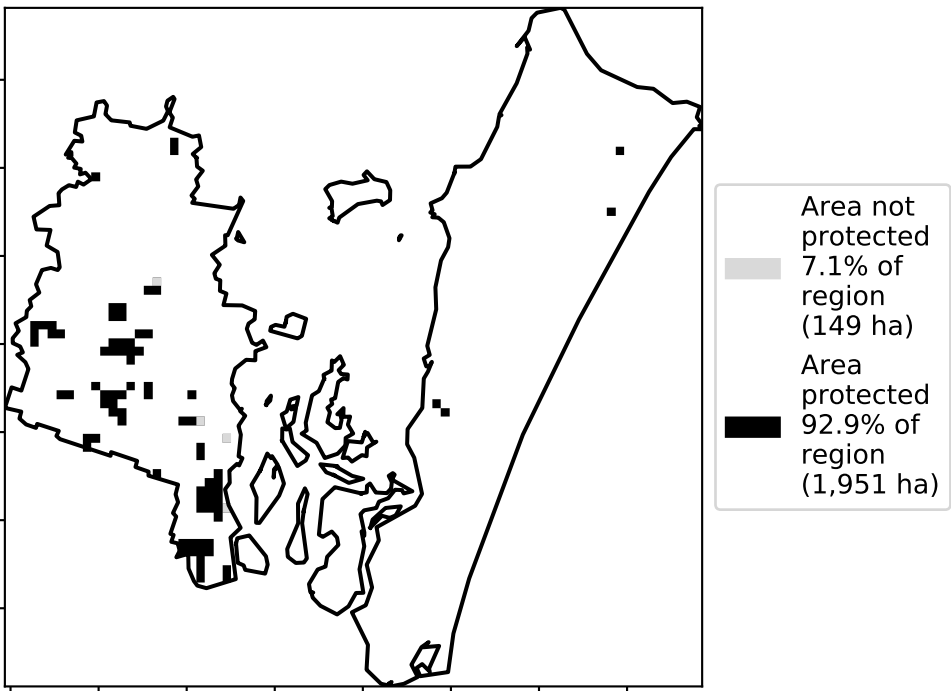 Area not
protected
7.1% of
region
(149 ha)
Area
protected
92.9% of
region
(1,951 ha)